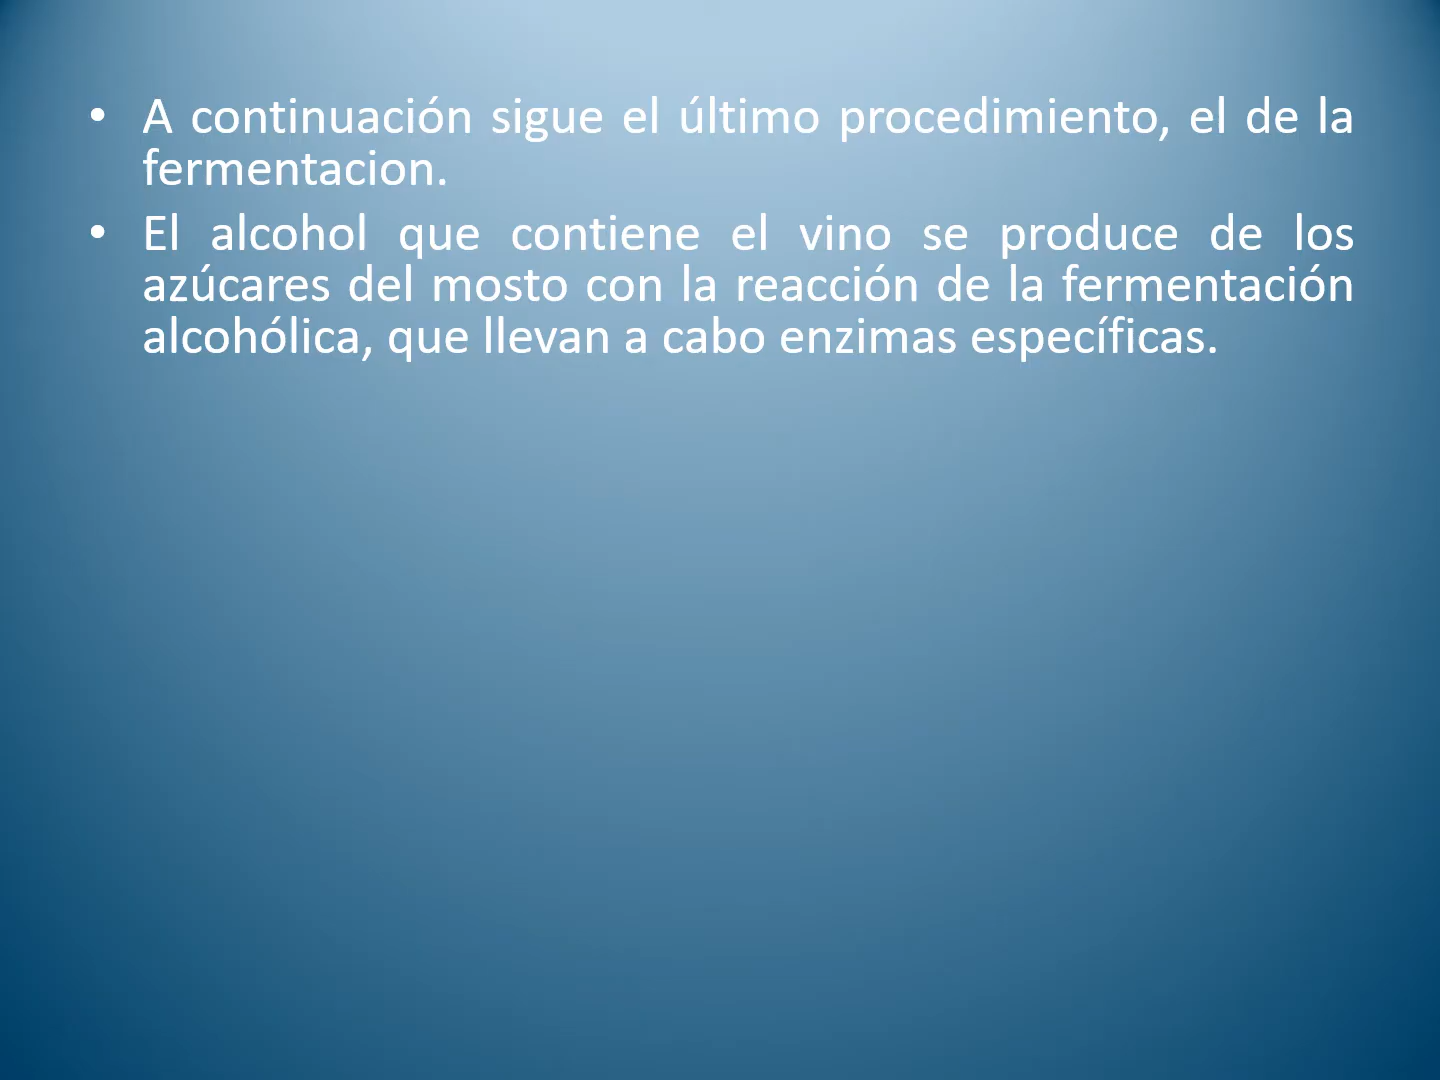 • A continuación sigue el último procedimiento, el de la
fermentacion.
• El alcohol que contiene el vino se produce de los
azúcares del mosto con la reacción de la fermentación
alcohólica, que llevan a cabo enzimas específicas.